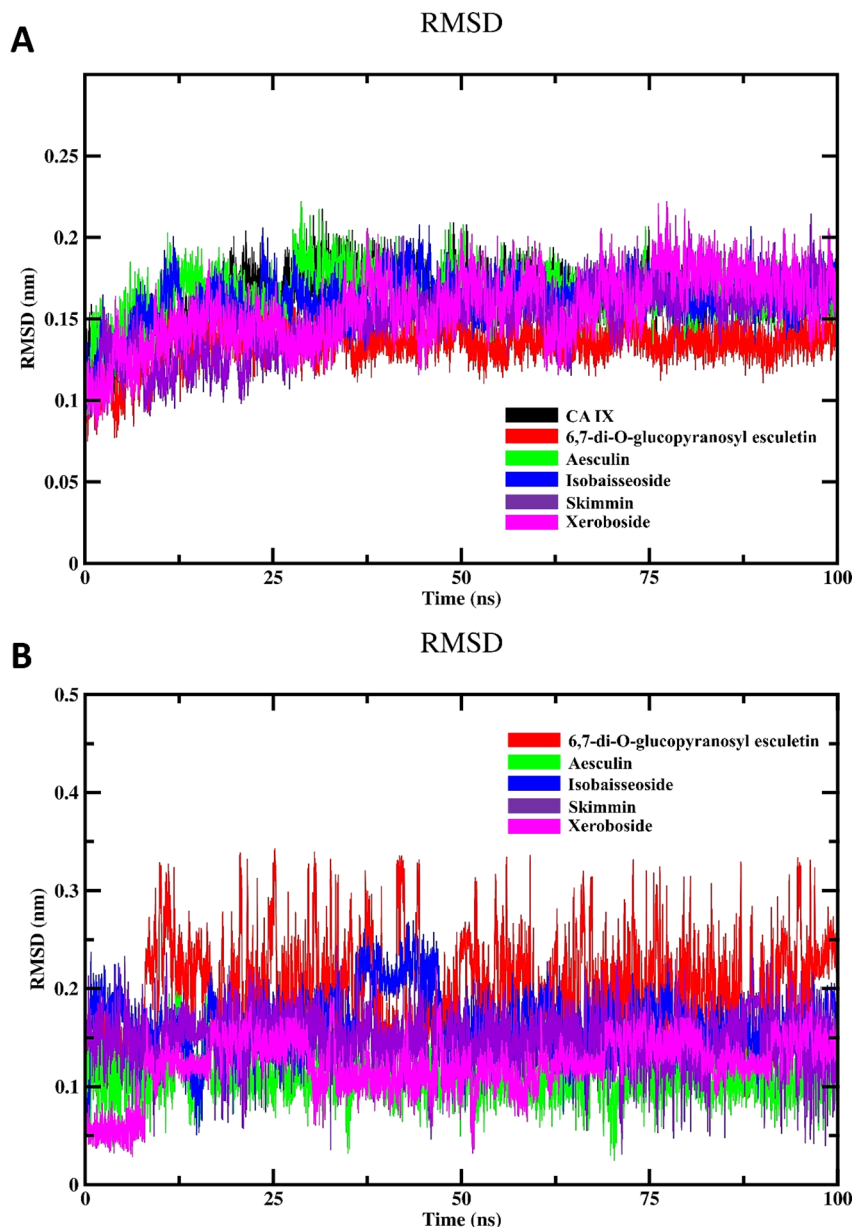 RMSD
A
0.25
0.2
0.15
0.1
0.05
0
RMSD (nm)
CA IX
6,7-di-O-glucopyranosyl esculetin
Aesculin
Isobaisseoside
Skimmin
Xeroboside
0 25 50 75 100
Time (ns)
RMSD
B
0.5
0.4
0.3
0.2
0.1
0
RMSD (nm)
6,7-di-O-glucopyranosyl esculetin
Aesculin
Isobaisseoside
Skimmin
Xeroboside
0 25 50 75 100
Time (ns)